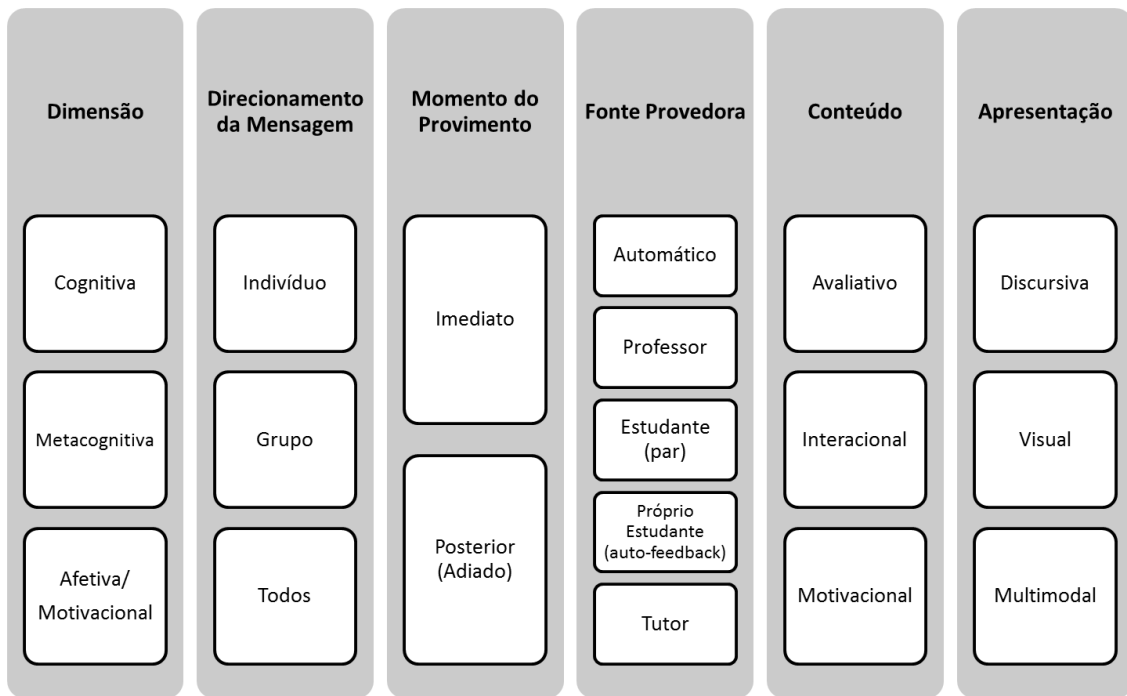 Dimensão
Cognitiva
Metacognitiva
Afetiva/
Motivacional
Direcionamento
da Mensagem
Indivíduo
Grupo
Todos
Momento do
Provimento
Imediato
Posterior
(Adiado)
Fonte Provedora
Automático
Professor
Estudante
(par)
Próprio
Estudante
(auto-feedback)
Tutor
Conteúdo
Avaliativo
Interacional
Motivacional
Apresentação
Discursiva
Visual
Multimodal